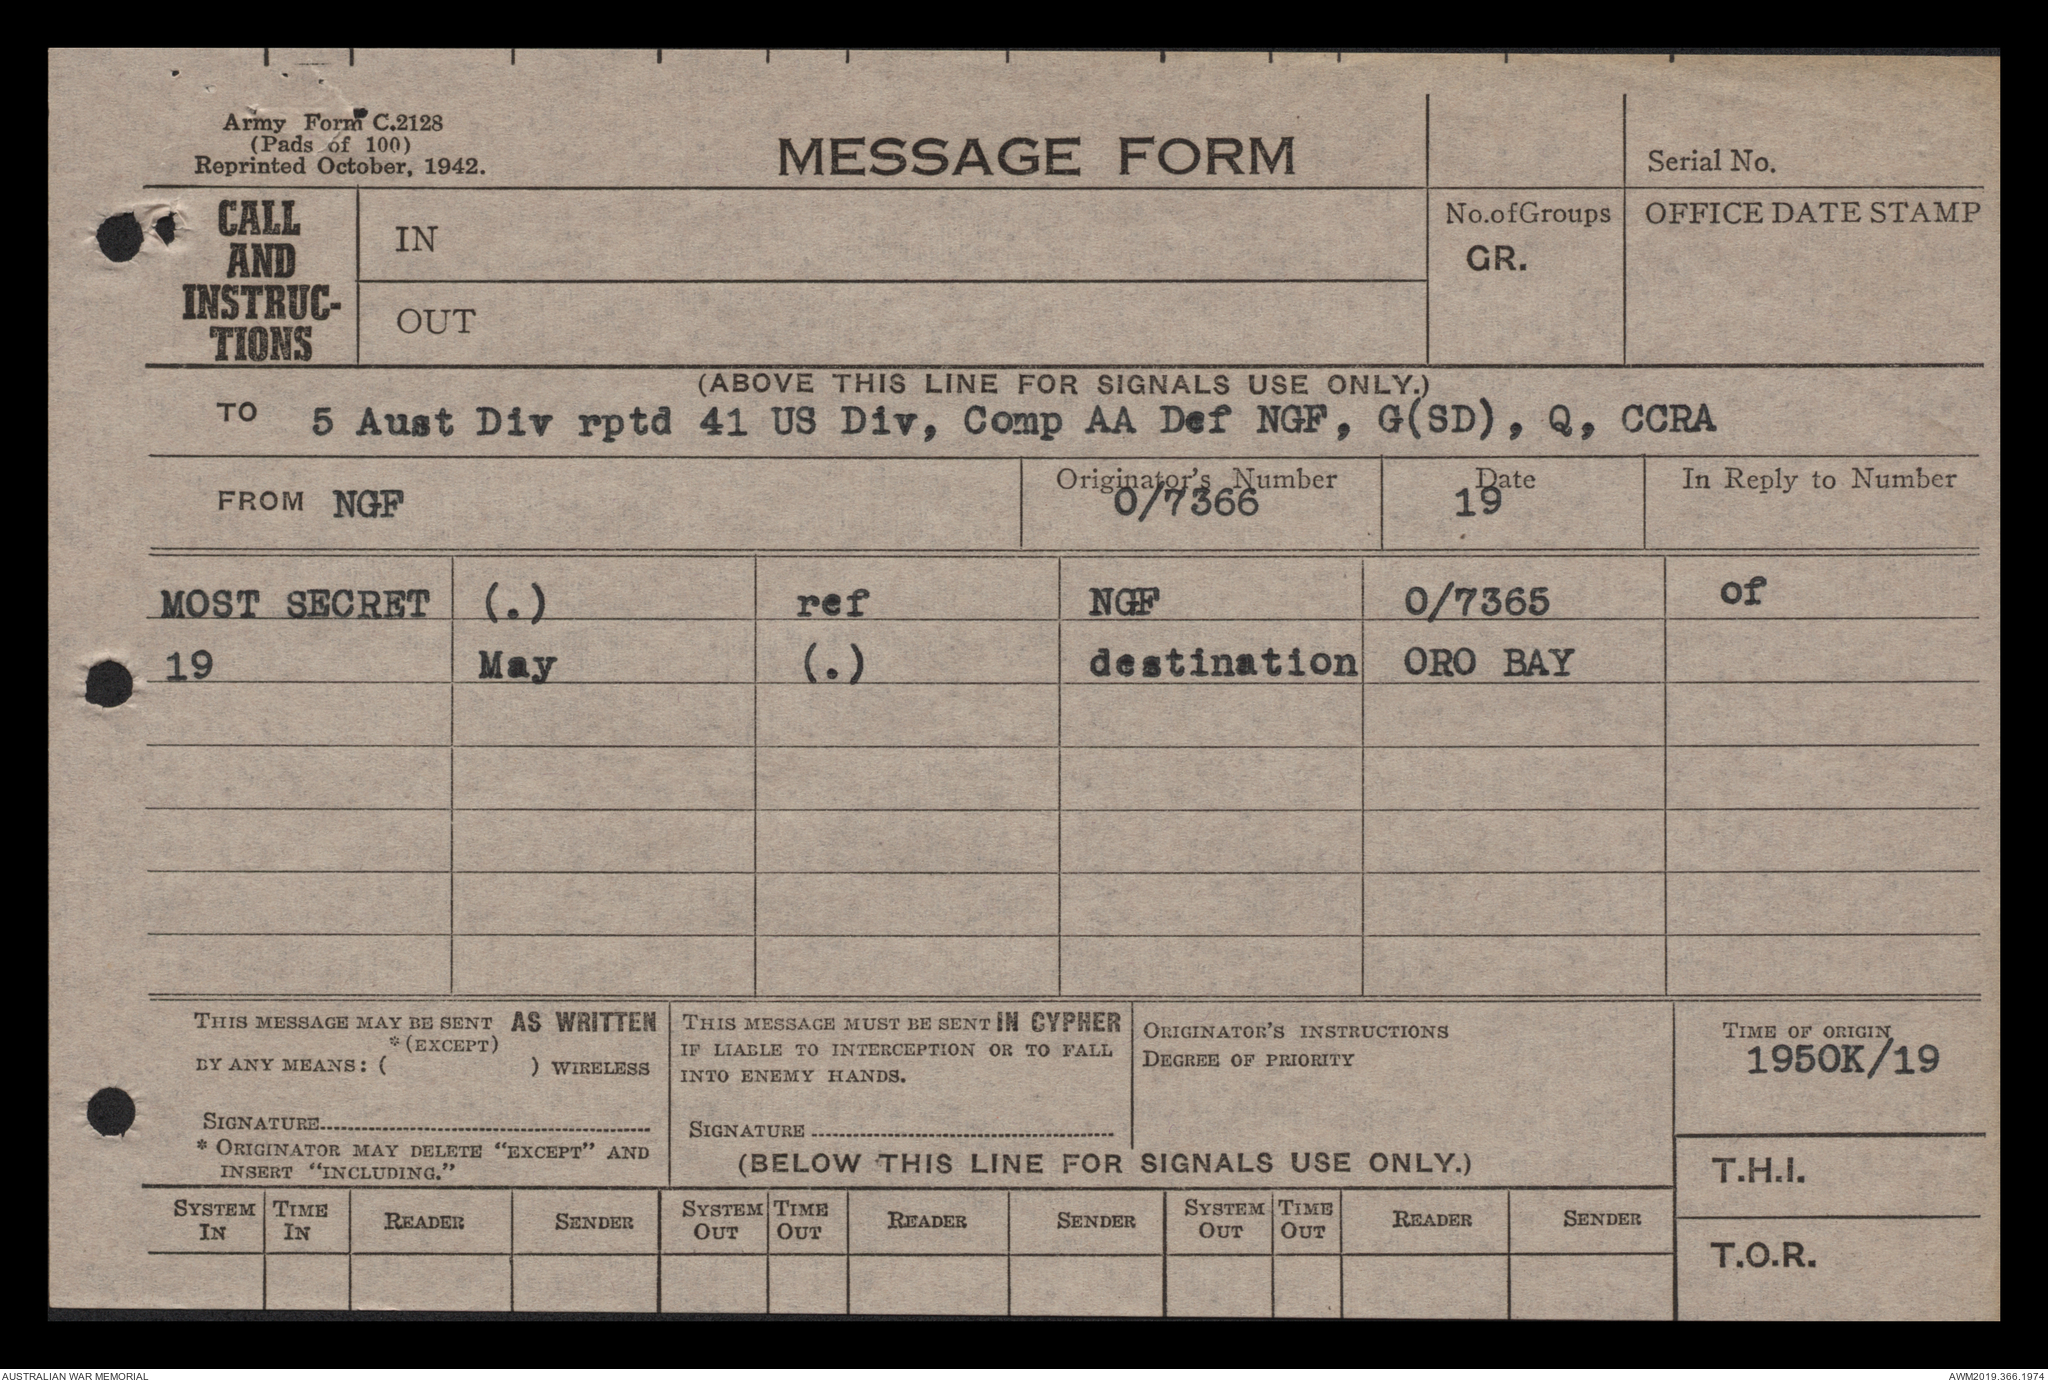 Army Form C.2128
(Pads of 100)
Reprinted October, 1942.
MESSAGE FORM
Serial No.
CALL
AND
INSTRUC-
TIONS
IN
OUT
No. of Groups
GR.
OFFICE DATE STAMP
(ABOVE THIS LINE FOR SIGNALS USE ONLY.)
TO 5 Aust Div rptd 41 US Div, Comp AA Def NGF, G(SD), Q, CCRA
FROM NGF
Originator's Number
0/7366
Date
19
In Reply to Number
MOST SECRET (.) ref NGF 0/7365 of
19 May (.) destination ORO BAY
THIS MESSAGE MAY BE SENT AS WRITTEN
*(EXCEPT)
BY ANY MEANS: ( ) WIRELESS
SIGNATURE
* ORIGINATOR MAY DELETE "EXCEPT" AND
INSERT "INCLUDING."
THIS MESSAGE MUST BE SENT IN CYPHER
IF LIABLE TO INTERCEPTION OR TO FALL
INTO ENEMY HANDS.
SIGNATURE
ORIGINATOR'S INSTRUCTIONS
DEGREE OF PRIORITY
TIME OF ORIGIN
1950K/19
(BELOW THIS LINE FOR SIGNALS USE ONLY.)
T.H.I.
T.O.R.
SYSTEM IN
TIME IN
READER
SENDER
SYSTEM OUT
TIME OUT
READER
SENDER
SYSTEM OUT
TIME OUT
READER
SENDER
AUSTRALIAN WAR MEMORIAL
AWM2019.366.1974